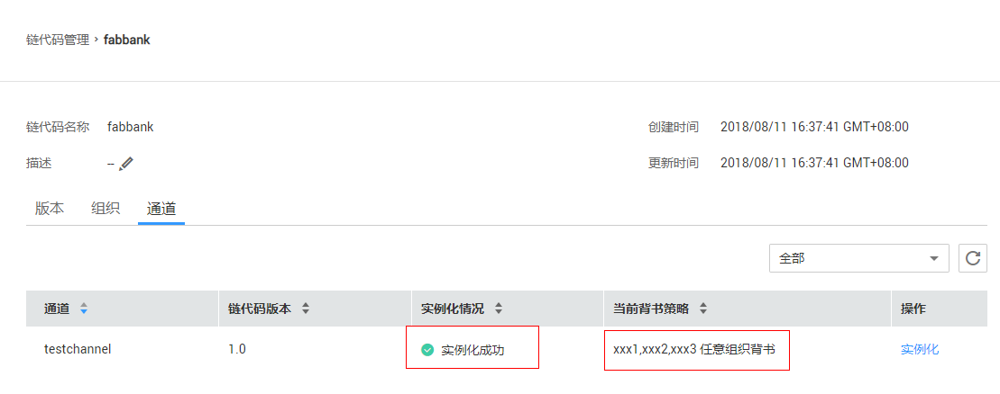 链代码管理 › fabbank
链代码名称 fabbank 创建时间 2018/08/11 16:37:41 GMT+08:00
描述 -- 更新时间 2018/08/11 16:37:41 GMT+08:00
版本 组织 通道
全部
通道 链代码版本 实例化情况 当前背书策略 操作
testchannel 1.0 实例化成功 xxx1,xxx2,xxx3 任意组织背书 实例化